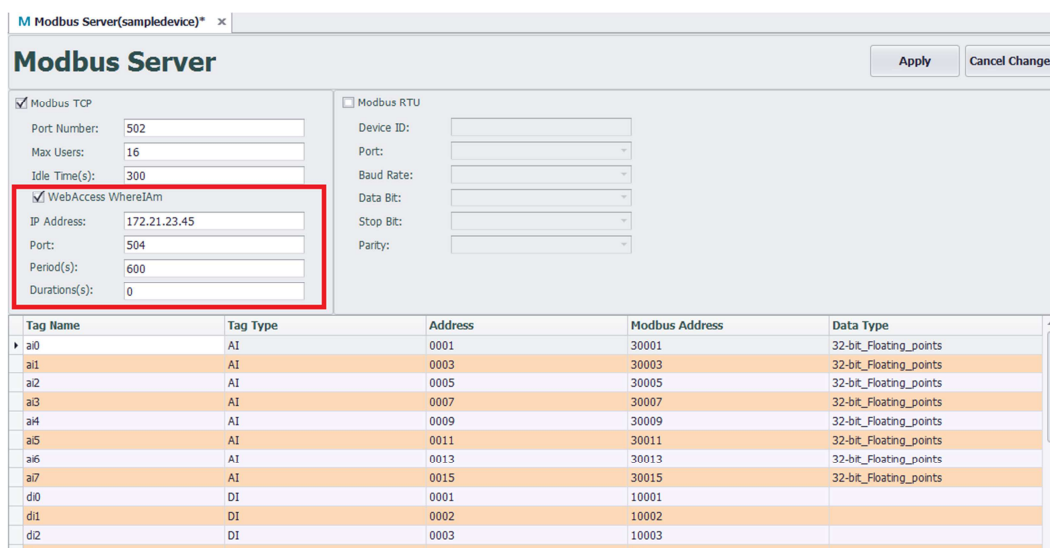 M Modbus Server(sampledevice)* x
Modbus Server
Apply
Cancel Change
Modbus TCP
Port Number: 502
Max Users: 16
Idle Time(s): 300
WebAccess WhereIAm
IP Address: 172.21.23.45
Port: 504
Period(s): 600
Durations(s): 0
Modbus RTU
Device ID:
Port:
Baud Rate:
Data Bit:
Stop Bit:
Parity:
Tag Name Tag Type Address Modbus Address Data Type
ai0 AI 0001 30001 32-bit_Floating_points
ai1 AI 0003 30003 32-bit_Floating_points
ai2 AI 0005 30005 32-bit_Floating_points
ai3 AI 0007 30007 32-bit_Floating_points
ai4 AI 0009 30009 32-bit_Floating_points
ai5 AI 0011 30011 32-bit_Floating_points
ai6 AI 0013 30013 32-bit_Floating_points
ai7 AI 0015 30015 32-bit_Floating_points
di0 DI 0001 10001
di1 DI 0002 10002
di2 DI 0003 10003